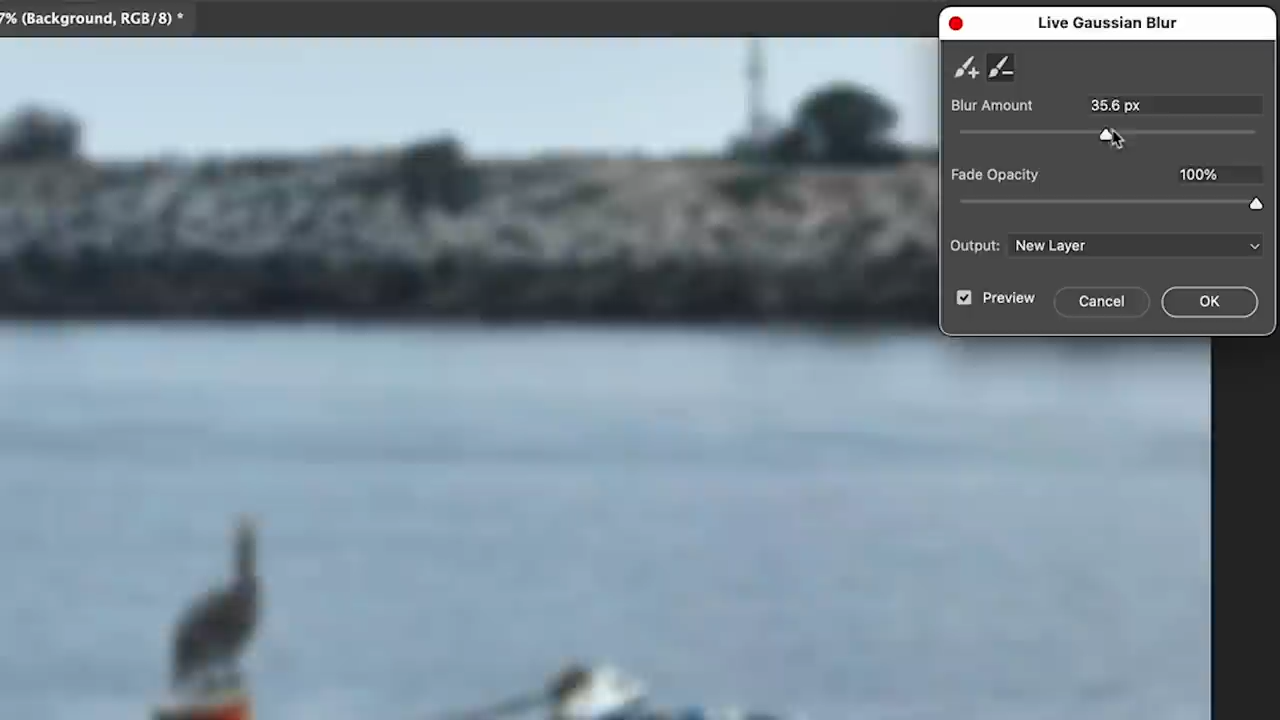 7% (Background, RGB/8) *
Live Gaussian Blur
Blur Amount 35.6 px
Fade Opacity 100%
Output: New Layer
Preview Cancel OK